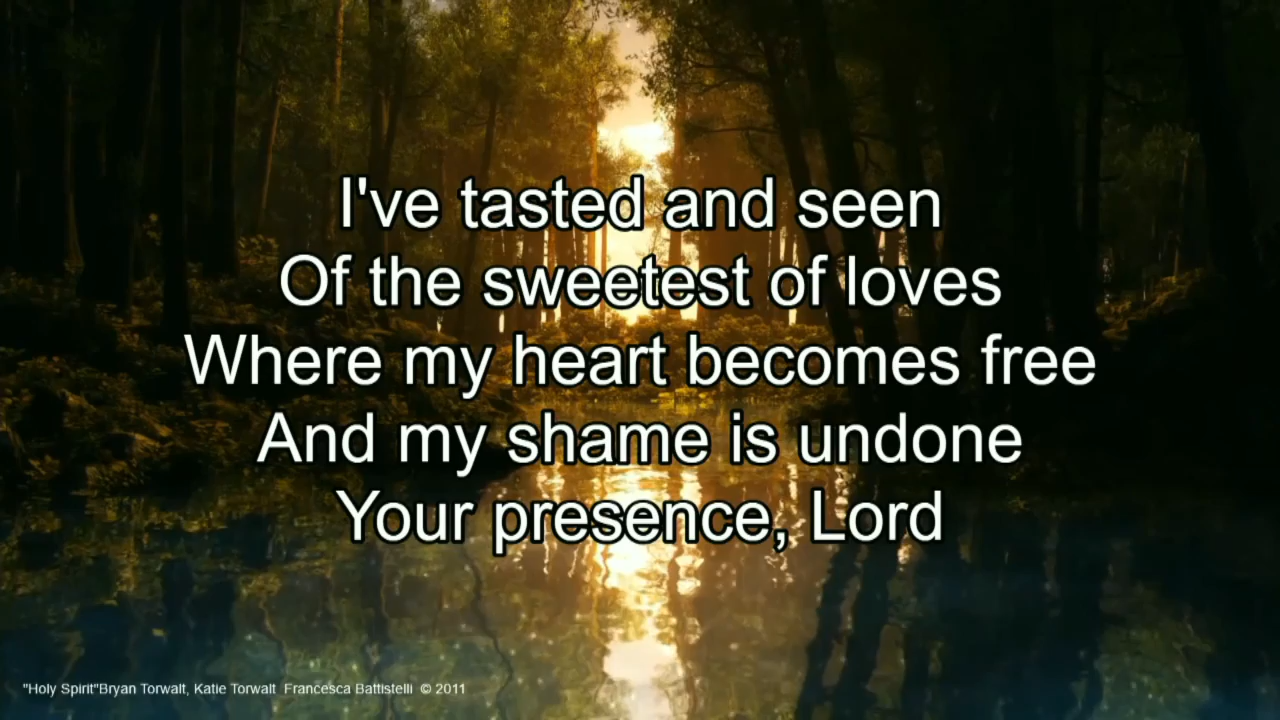 I've tasted and seen
Of the sweetest of loves
Where my heart becomes free
And my shame is undone
Your presence, Lord
"Holy Spirit"Bryan Torwalt, Katie Torwalt  Francesca Battistelli  © 2011